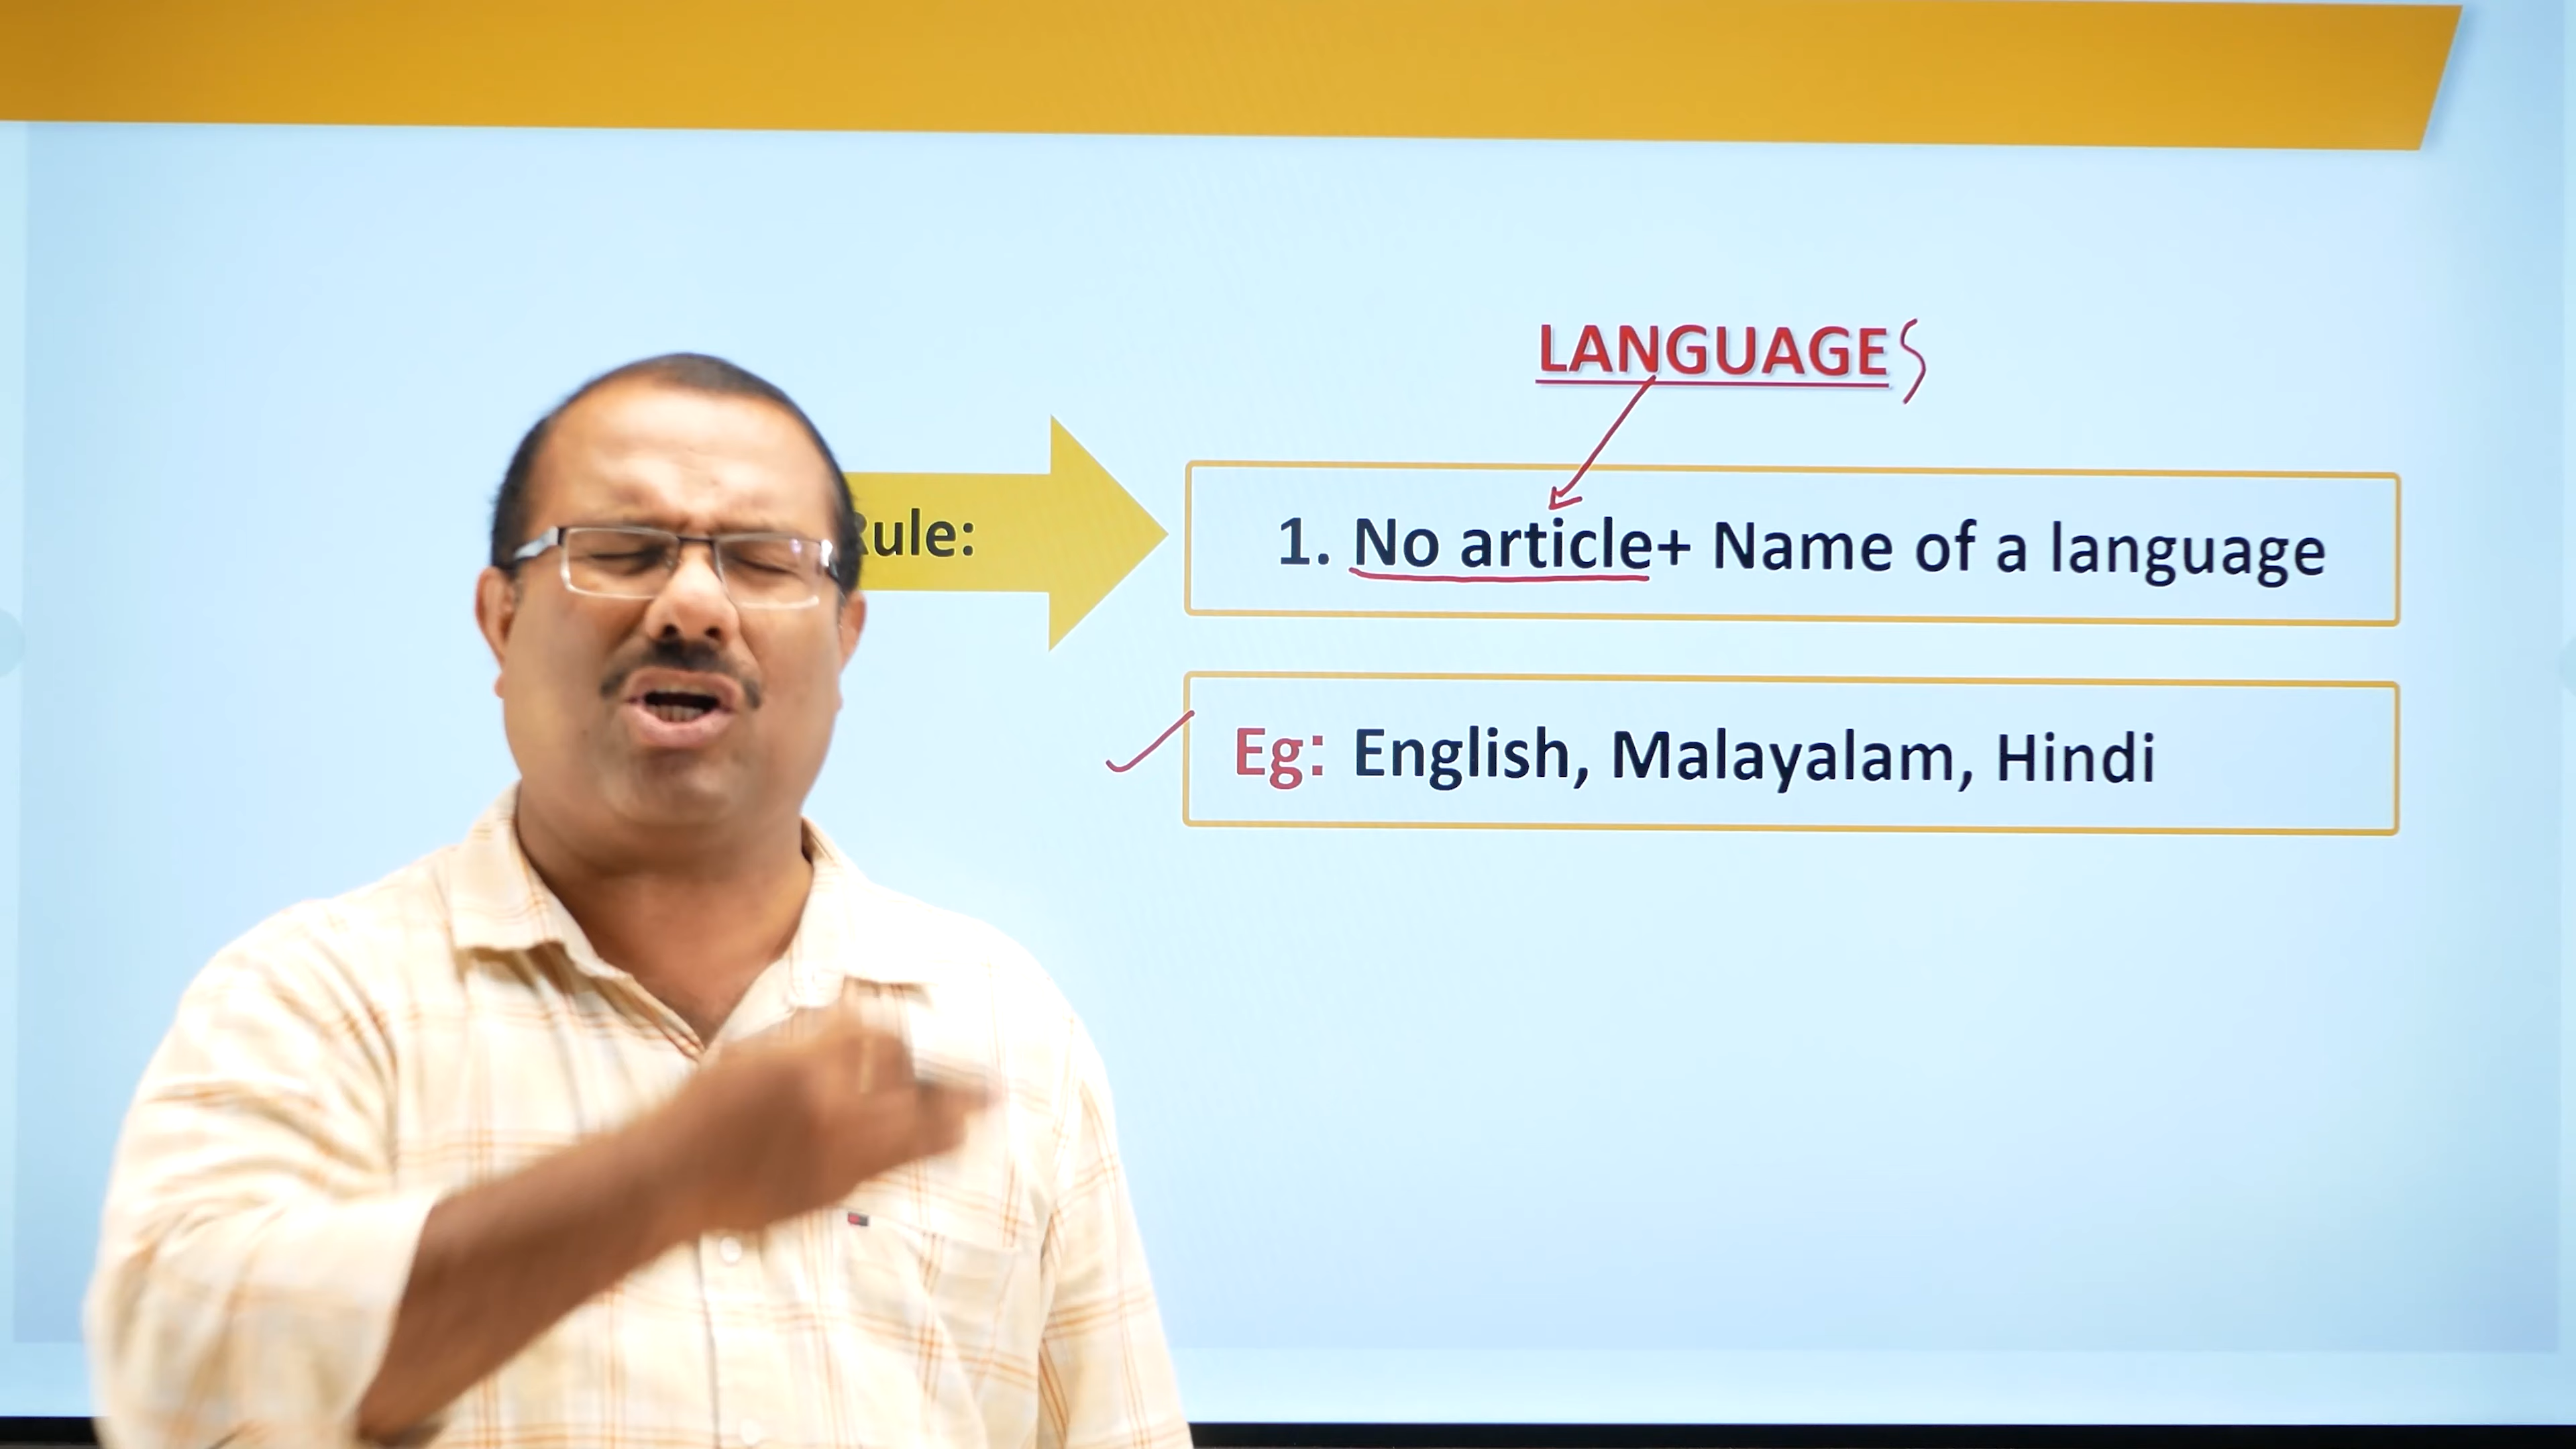 LANGUAGES
Rule:
1. No article+ Name of a language
Eg: English, Malayalam, Hindi